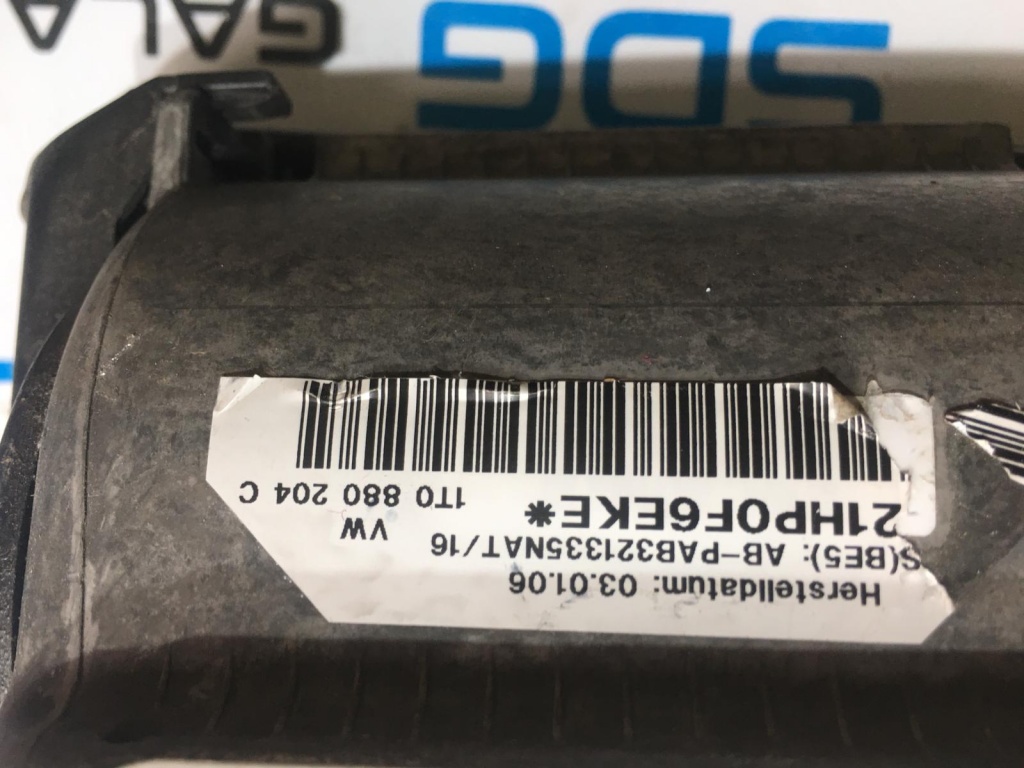 Herstelldatum: 03.01.06
S(BE5): AB-PAB321335NAT/16
21HP0F6EKE*
VW
1T0 880 204 C
SDG
GALA